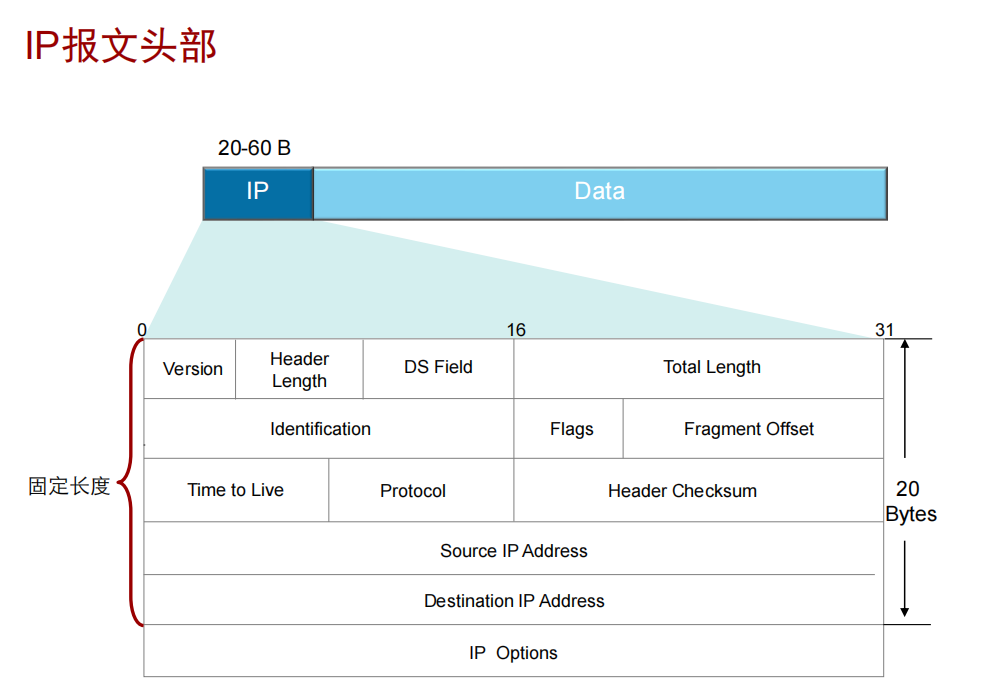 IP报文头部
20-60 B
IP
Data
0
16
31
Version
Header
Length
DS Field
Total Length
Identification
Flags
Fragment Offset
固定长度
Time to Live
Protocol
Header Checksum
20
Bytes
Source IP Address
Destination IP Address
IP Options